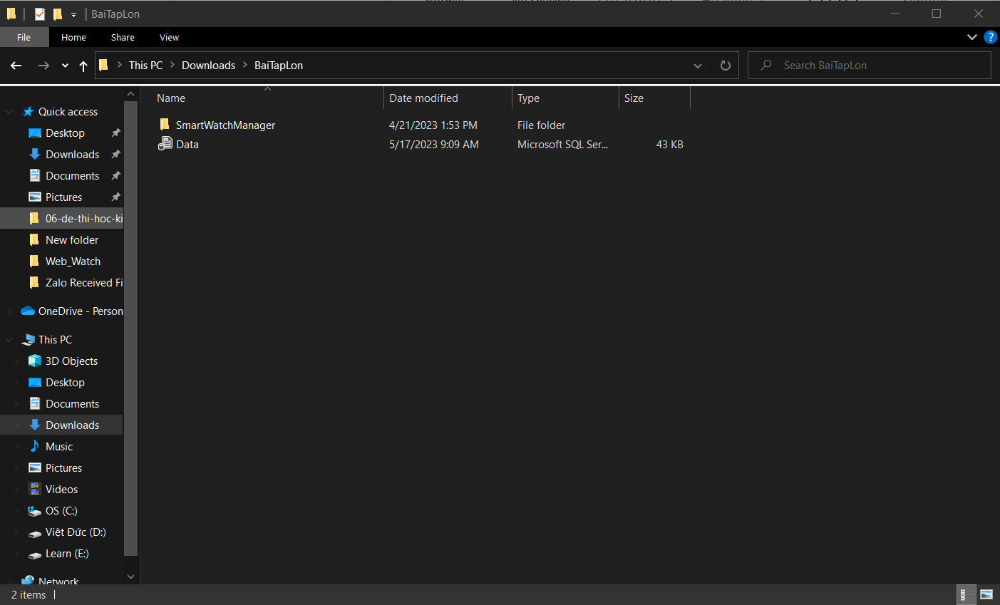 BaiTapLon
File Home Share View
This PC Downloads BaiTapLon Search BaiTapLon
Name Date modified Type Size
SmartWatchManager 4/21/2023 1:53 PM File folder
Data 5/17/2023 9:09 AM Microsoft SQL Ser... 43 KB
Quick access
Desktop
Downloads
Documents
Pictures
06-de-thi-hoc-ki
New folder
Web_Watch
Zalo Received Fi
OneDrive - Person
This PC
3D Objects
Desktop
Documents
Downloads
Music
Pictures
Videos
OS (C:)
Việt Đức (D:)
Learn (E:)
Network
2 items